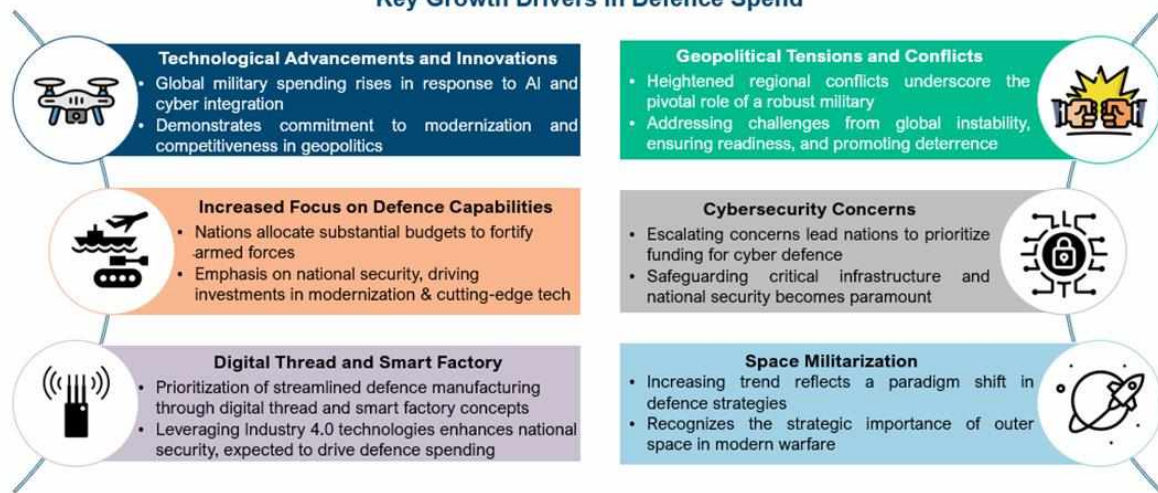 Key Growth Drivers in Defence Spend
Technological Advancements and Innovations
• Global military spending rises in response to AI and
cyber integration
• Demonstrates commitment to modernization and
competitiveness in geopolitics
Geopolitical Tensions and Conflicts
• Heightened regional conflicts underscore the
pivotal role of a robust military
• Addressing challenges from global instability,
ensuring readiness, and promoting deterrence
Increased Focus on Defence Capabilities
• Nations allocate substantial budgets to fortify
armed forces
• Emphasis on national security, driving
investments in modernization & cutting-edge tech
Cybersecurity Concerns
• Escalating concerns lead nations to prioritize
funding for cyber defence
• Safeguarding critical infrastructure and
national security becomes paramount
Digital Thread and Smart Factory
• Prioritization of streamlined defence manufacturing
through digital thread and smart factory concepts
• Leveraging Industry 4.0 technologies enhances national
security, expected to drive defence spending
Space Militarization
• Increasing trend reflects a paradigm shift in
defence strategies
• Recognizes the strategic importance of outer
space in modern warfare